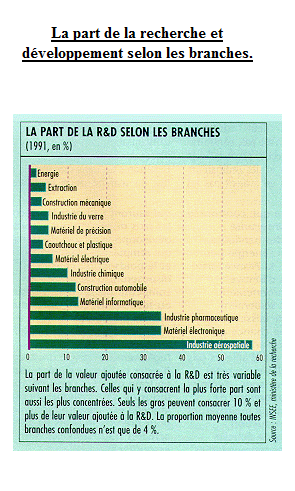 La part de la recherche et
développement selon les branches.
LA PART DE LA R&D SELON LES BRANCHES
(1991, en %)
Energie
Extraction
Construction mécanique
Industrie du verre
Matériel de précision
Caoutchouc et plastique
Matériel électrique
Industrie chimique
Construction automobile
Matériel informatique
Industrie pharmaceutique
Matériel électronique
Industrie aérospatiale
0 10 20 30 40 50 60
La part de la valeur ajoutée consacrée à la R&D est très variable
suivant les branches. Celles qui y consacrent la plus forte part sont
aussi les plus concentrées. Seuls les gros peuvent consacrer 10 % et
plus de leur valeur ajoutée à la R&D. La proportion moyenne toutes
branches confondues n'est que de 4 %.
Source : INSEE, ministère de la recherche